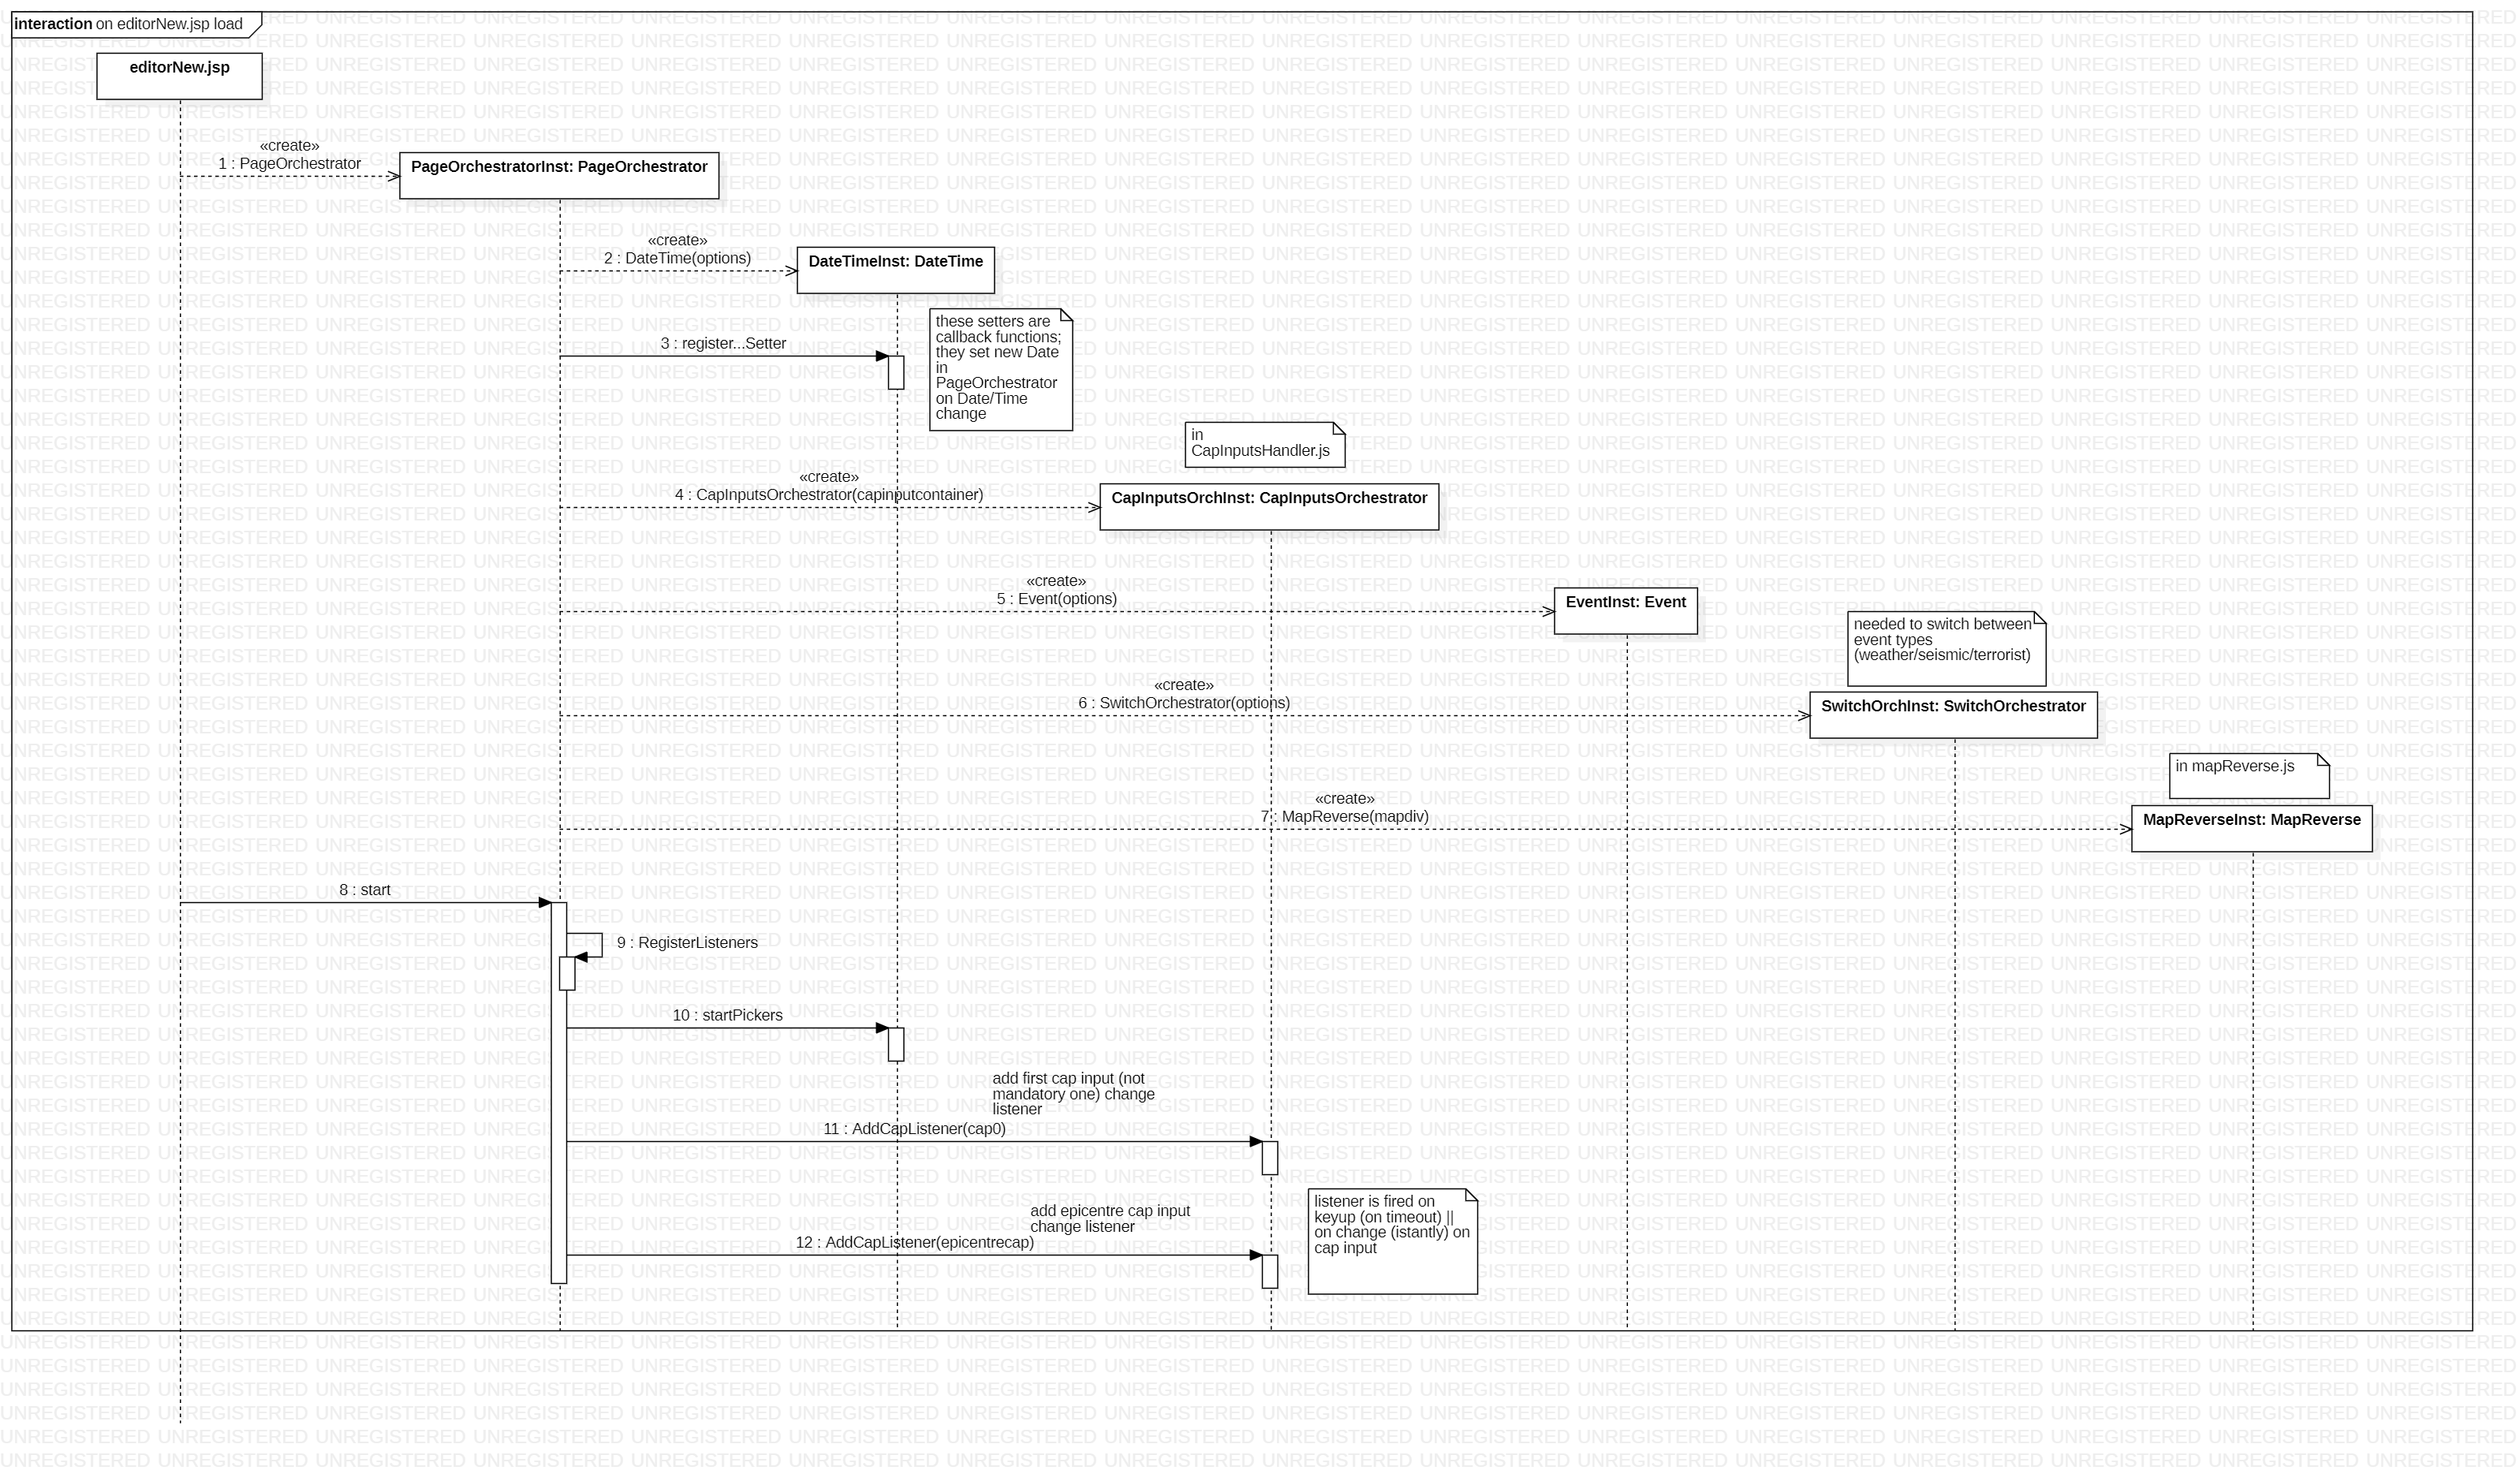 interaction on editorNew.jsp load
editorNew.jsp
«create»
1 : PageOrchestrator
PageOrchestratorInst: PageOrchestrator
«create»
2 : DateTime(options)
DateTimeInst: DateTime
these setters are
callback functions;
they set new Date
in
PageOrchestrator
on Date/Time
change
3 : register...Setter
in
CapInputsHandler.js
«create»
4 : CapInputsOrchestrator(capinputcontainer)
CapInputsOrchInst: CapInputsOrchestrator
«create»
5 : Event(options)
EventInst: Event
needed to switch between
event types
(weather/seismic/terrorist)
«create»
6 : SwitchOrchestrator(options)
SwitchOrchInst: SwitchOrchestrator
in mapReverse.js
«create»
7 : MapReverse(mapdiv)
MapReverseInst: MapReverse
8 : start
9 : RegisterListeners
10 : startPickers
add first cap input (not
mandatory one) change
listener
11 : AddCapListener(cap0)
add epicentre cap input
change listener
12 : AddCapListener(epicentrecap)
listener is fired on
keyup (on timeout) ||
on change (istantly) on
cap input
UNREGISTERED